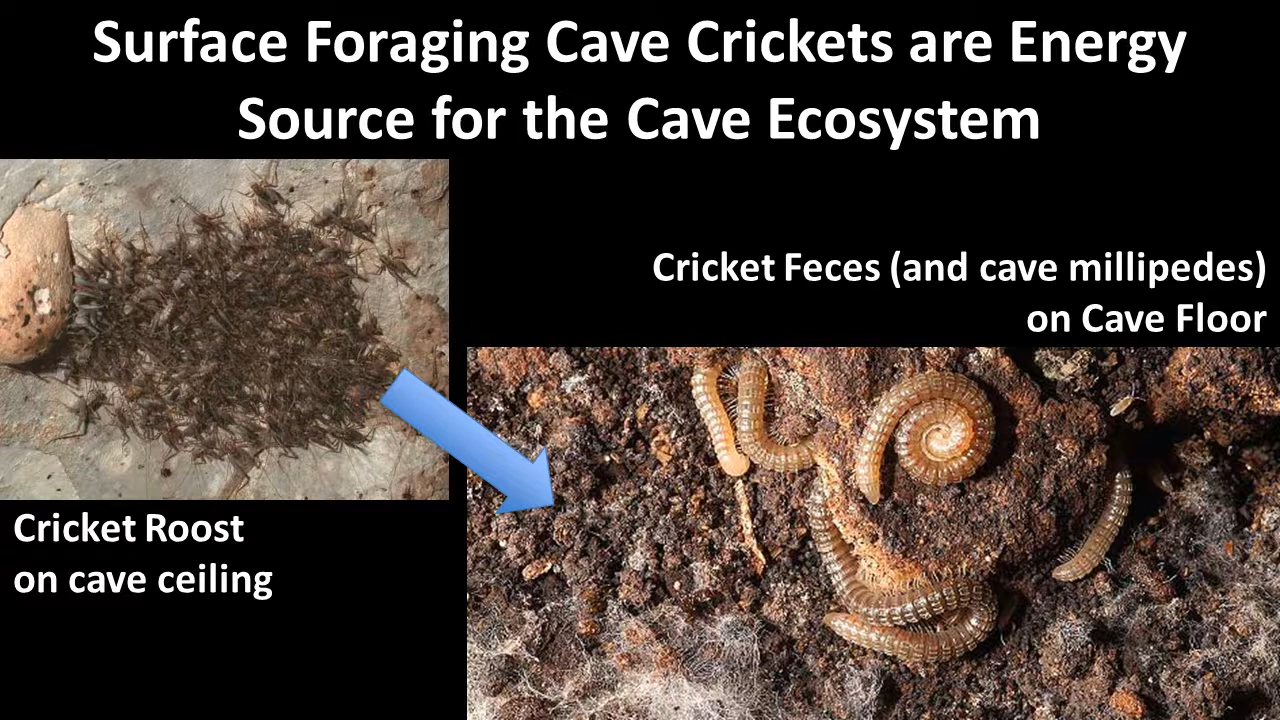 Surface Foraging Cave Crickets are Energy
Source for the Cave Ecosystem
Cricket Feces (and cave millipedes)
on Cave Floor
Cricket Roost
on cave ceiling